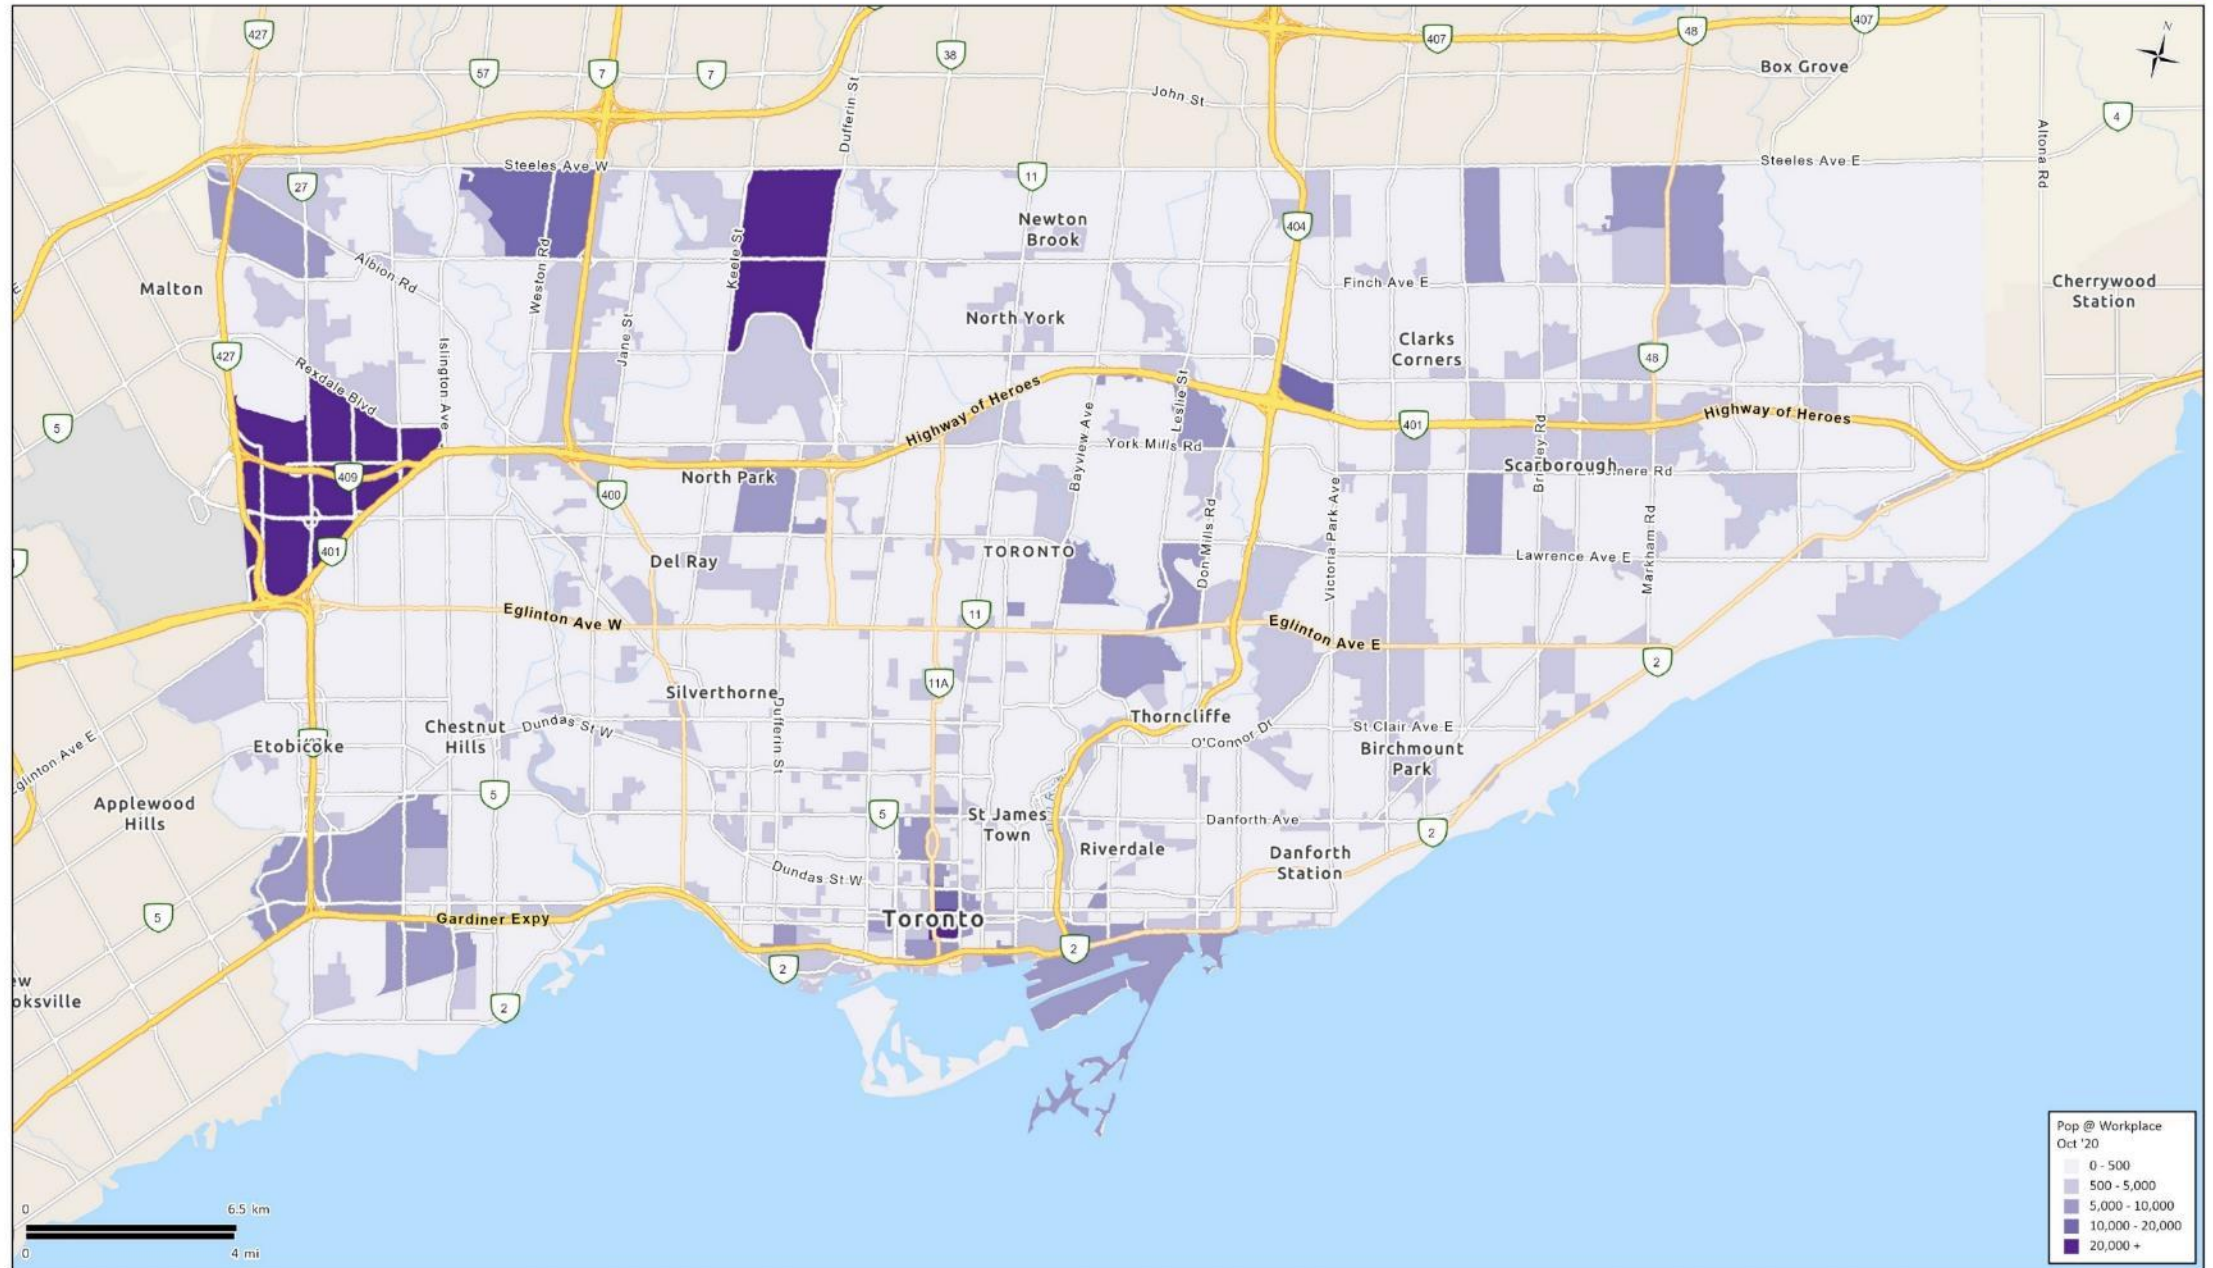 427
57
7
7
38
407
48
407
Box Grove
N
4
John St
Dufferin St
Altona Rd
Steeles Ave W
Steeles Ave E
27
11
Newton
Brook
404
Keele St
Weston Rd
Albion Rd
Malton
Finch Ave E
Cherrywood
Station
North York
Jane St
Clarks
Corners
427
48
Islington Ave
Rexdale Blvd
Leslie St
Highway of Heroes
Highway of Heroes
5
401
Bayview Ave
York Mills Rd
409
North Park
Scarborough
400
Victoria Park Ave
Don Mills Rd
Markham Rd
401
TORONTO
Lawrence Ave E
Del Ray
Eglinton Ave W
11
Eglinton Ave E
2
11A
Silverthorne
Dufferin St
Thorncliffe
Chestnut
Hills
Dundas St W
O'Connor Dr
St Clair Ave E
Etobicoke
Birchmount
Park
5
Applewood
Hills
5
St James
Town
Danforth Ave
2
Riverdale
Danforth
Station
Dundas St W
5
Gardiner Expy
Toronto
2
2
2
Pop @ Workplace
Oct '20
0 - 500
500 - 5,000
5,000 - 10,000
10,000 - 20,000
20,000 +
0
6.5 km
0
4 mi